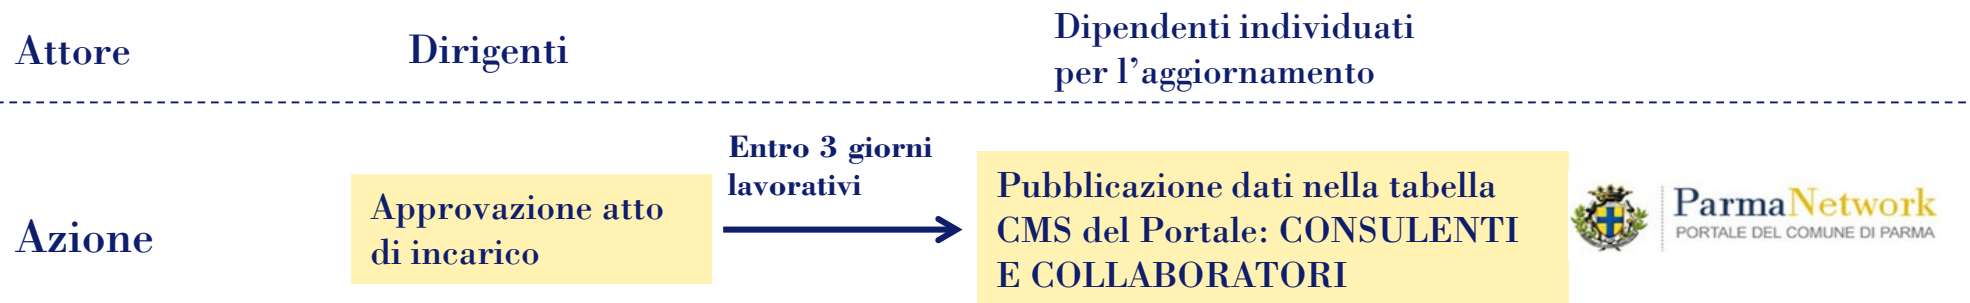 Attore
Dirigenti
Dipendenti individuati
per l’aggiornamento
Entro 3 giorni
lavorativi
Azione
Approvazione atto
di incarico
Pubblicazione dati nella tabella
CMS del Portale: CONSULENTI
E COLLABORATORI
ParmaNetwork
PORTALE DEL COMUNE DI PARMA